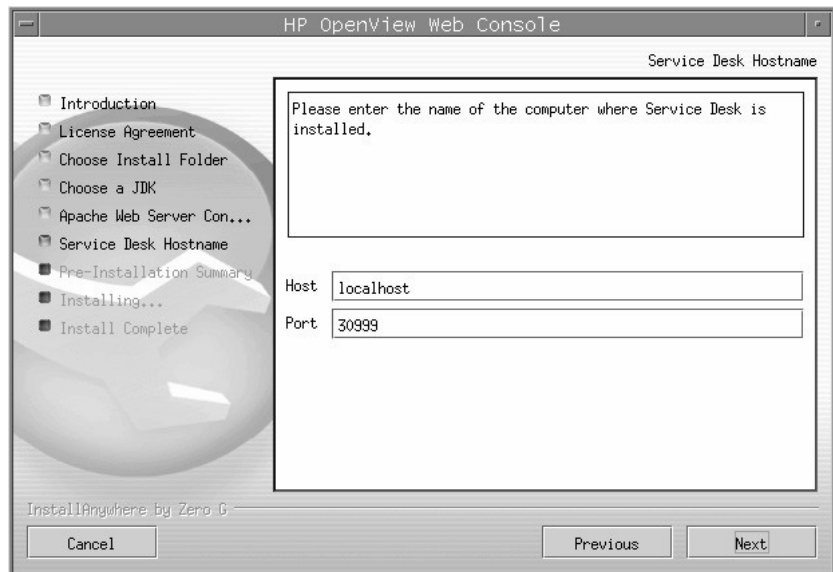 HP OpenView Web Console
Service Desk Hostname
Introduction
License Agreement
Choose Install Folder
Choose a JDK
Apache Web Server Con...
Service Desk Hostname
Pre-Installation Summary
Installing...
Install Complete
Please enter the name of the computer where Service Desk is
installed.
Host localhost
Port 30999
InstallAnywhere by Zero G
Cancel Previous Next